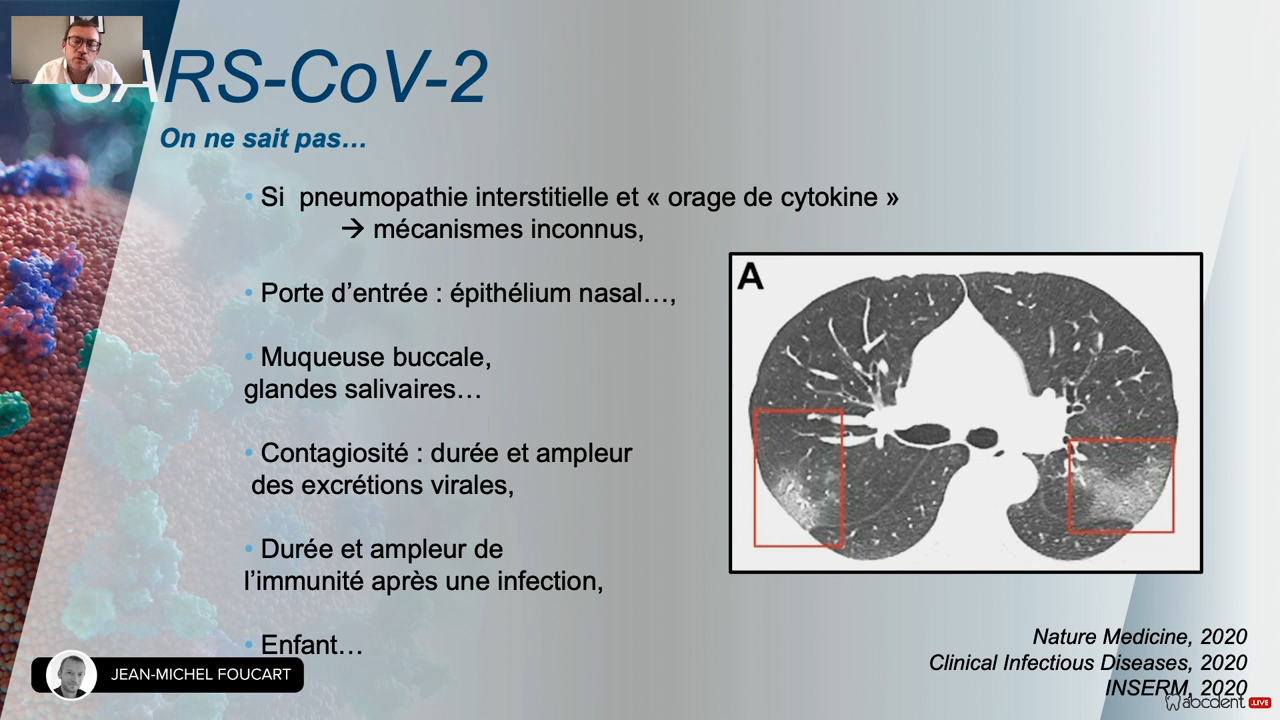 SARS-CoV-2
On ne sait pas…
• Si pneumopathie interstitielle et « orage de cytokine »
→ mécanismes inconnus,
• Porte d’entrée : épithélium nasal…,
• Muqueuse buccale,
glandes salivaires…
• Contagiosité : durée et ampleur
des excrétions virales,
• Durée et ampleur de
l’immunité après une infection,
• Enfant…
A
Nature Medicine, 2020
Clinical Infectious Diseases, 2020
INSERM, 2020
JEAN-MICHEL FOUCART
abcdent LIVE